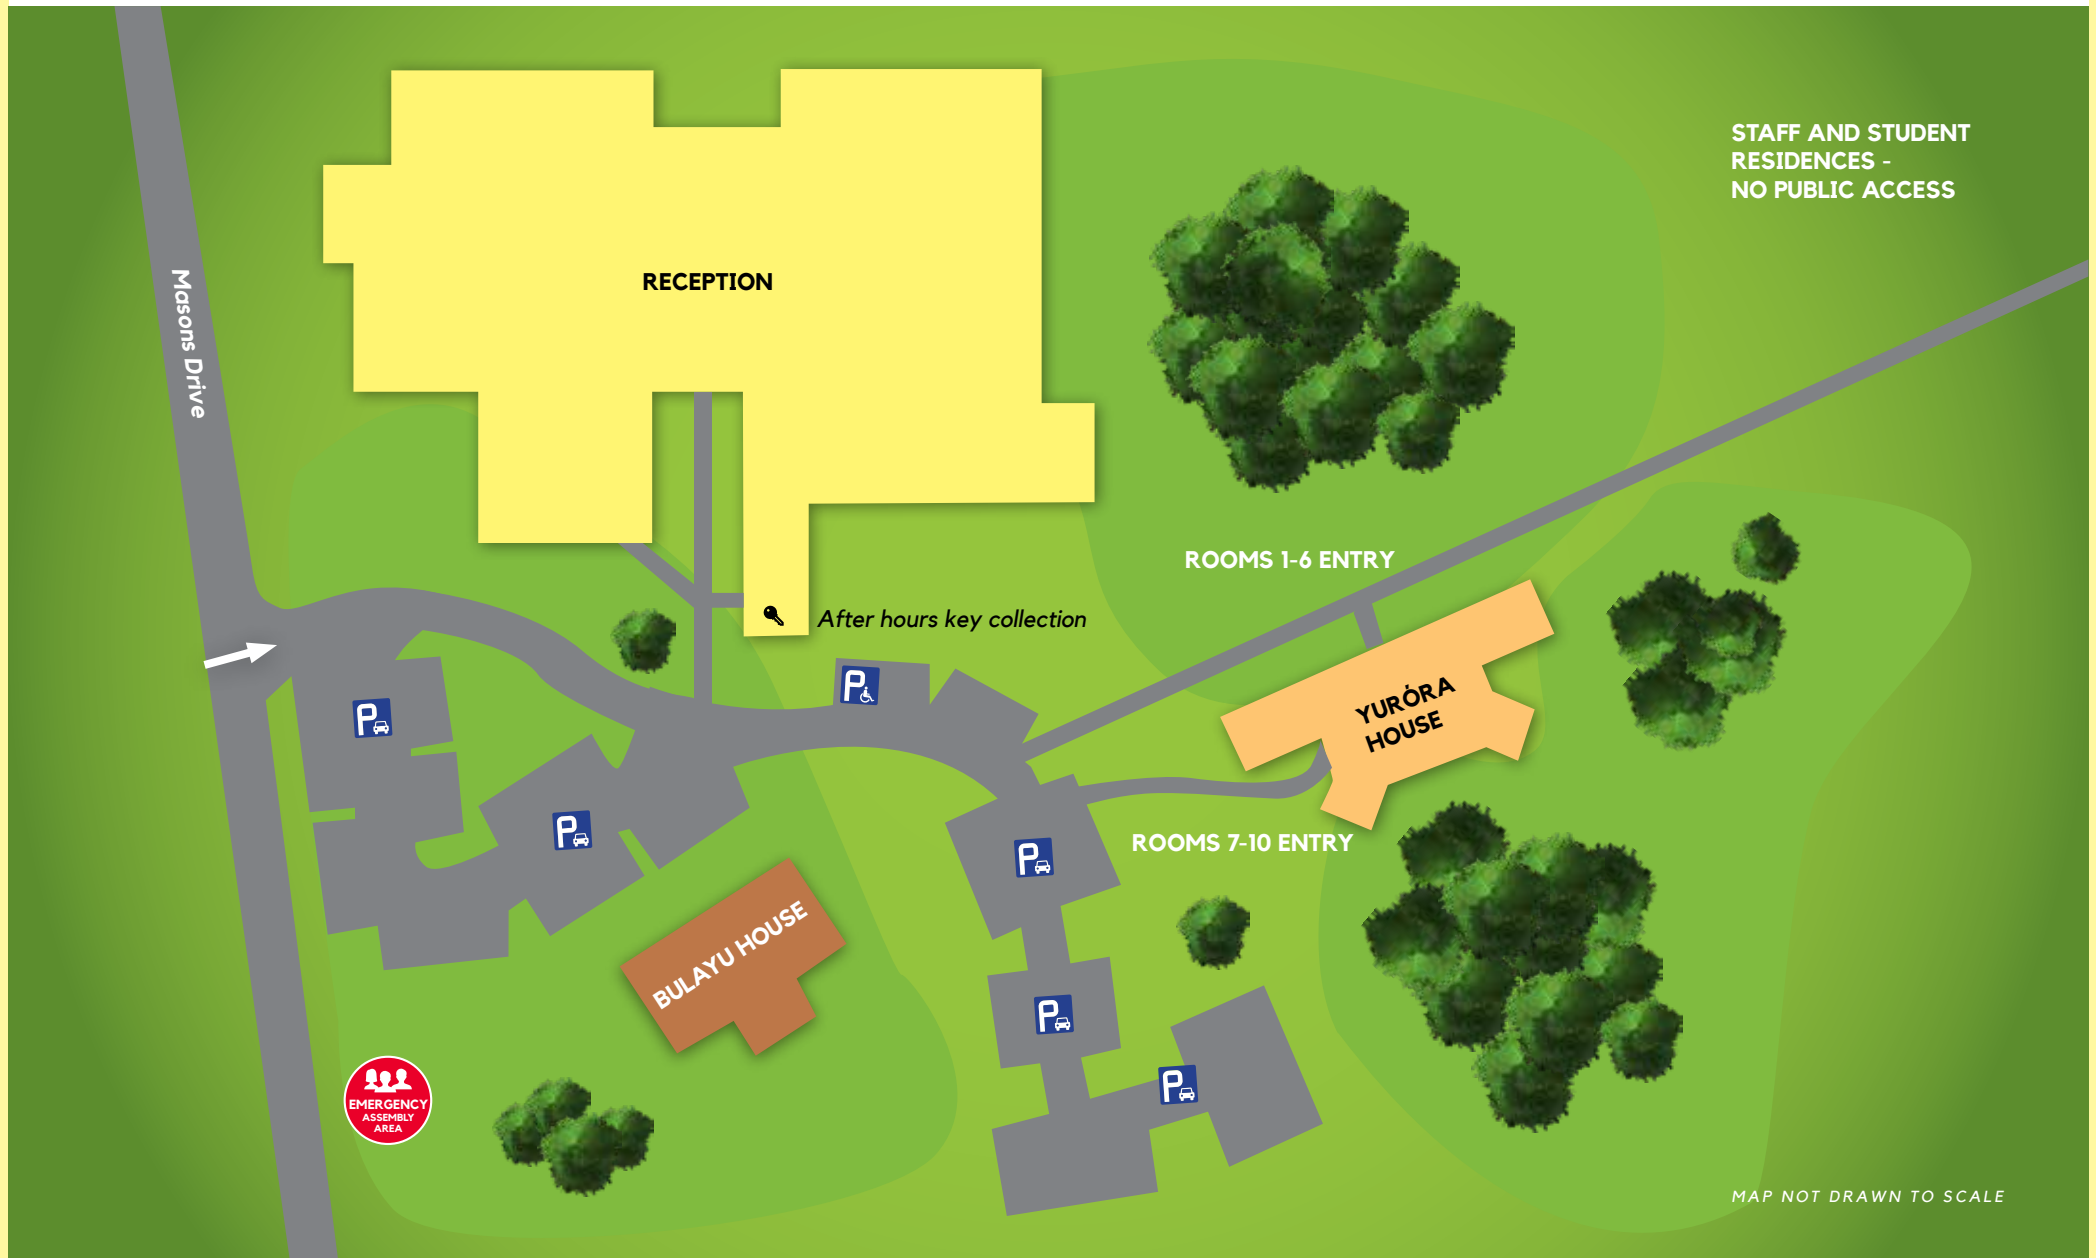 STAFF AND STUDENT
RESIDENCES -
NO PUBLIC ACCESS
RECEPTION
Masons Drive
ROOMS 1-6 ENTRY
After hours key collection
P
P
YURÓRA
HOUSE
P
ROOMS 7-10 ENTRY
P
BULAYU HOUSE
P
P
EMERGENCY
ASSEMBLY
AREA
MAP NOT DRAWN TO SCALE